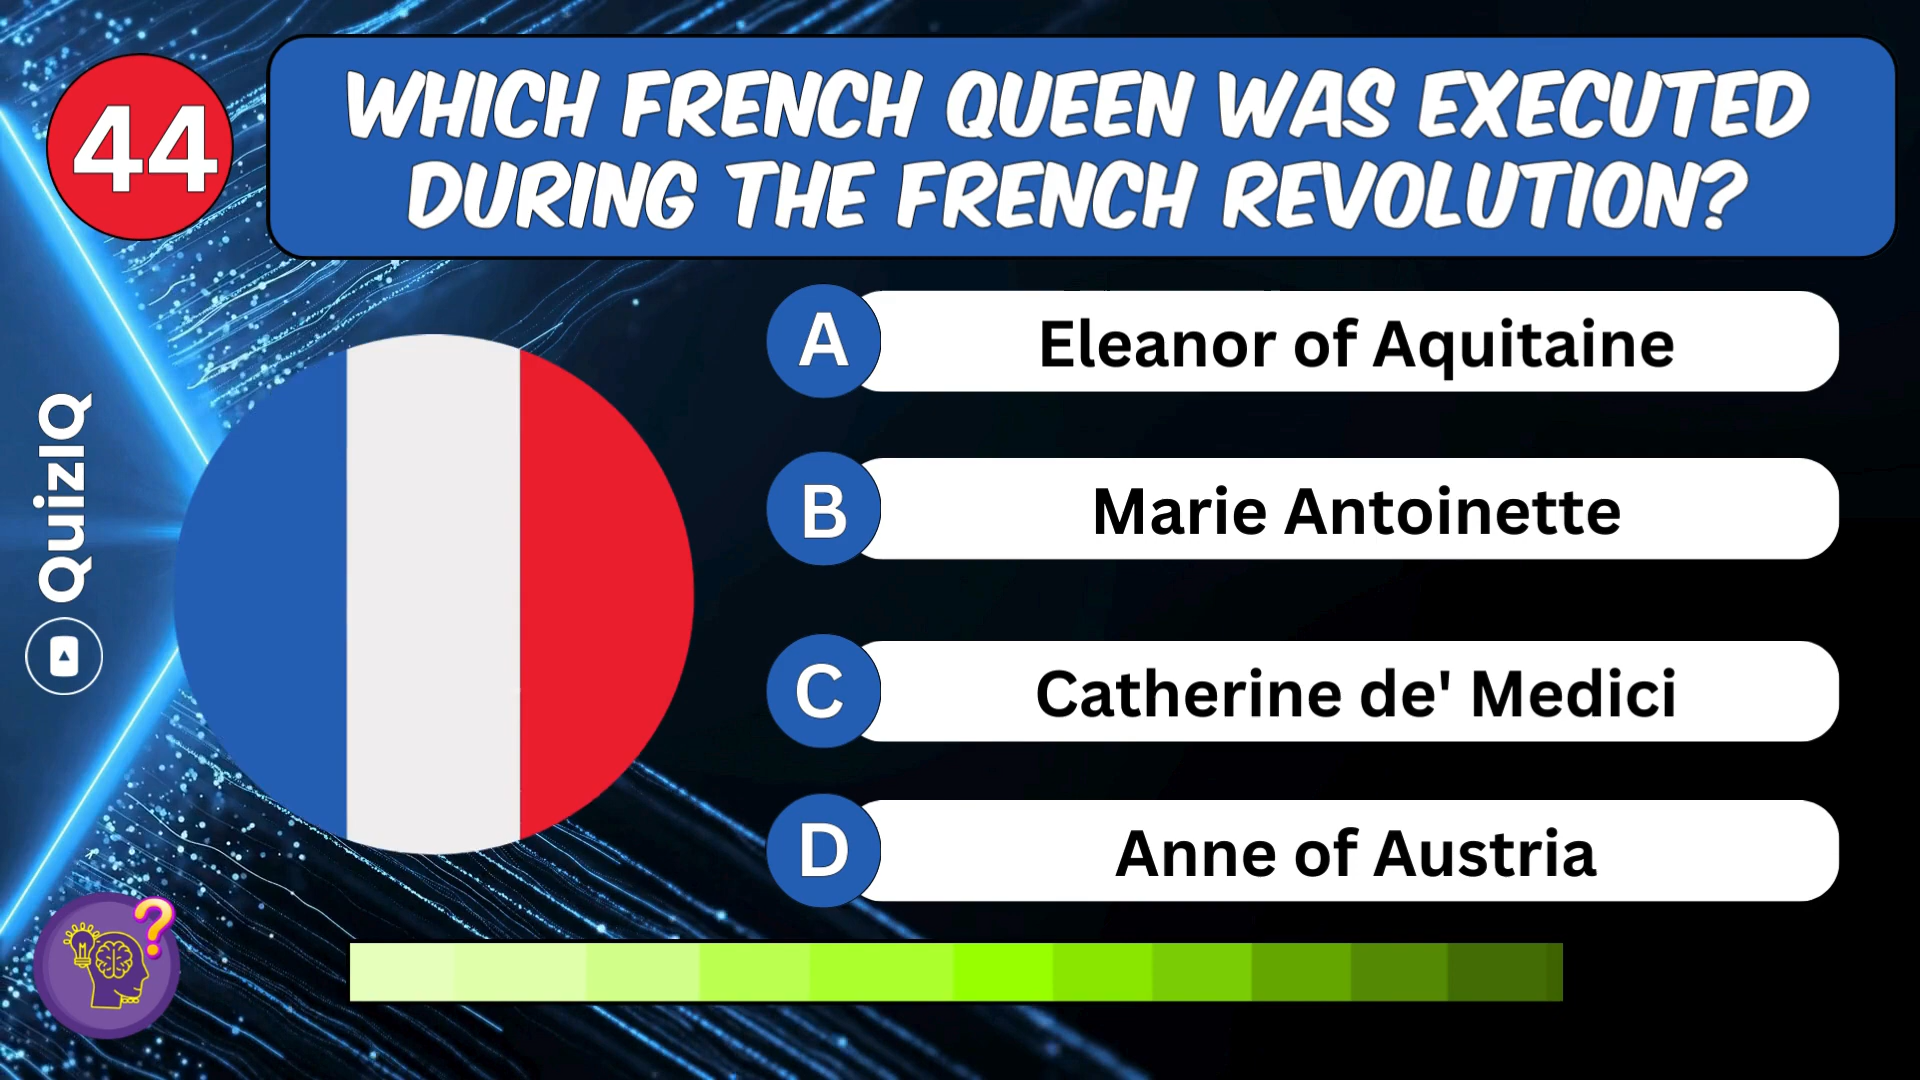 44
WHICH FRENCH QUEEN WAS EXECUTED
DURING THE FRENCH REVOLUTION?
A Eleanor of Aquitaine
B Marie Antoinette
C Catherine de' Medici
D Anne of Austria
QuizIQ
M
?